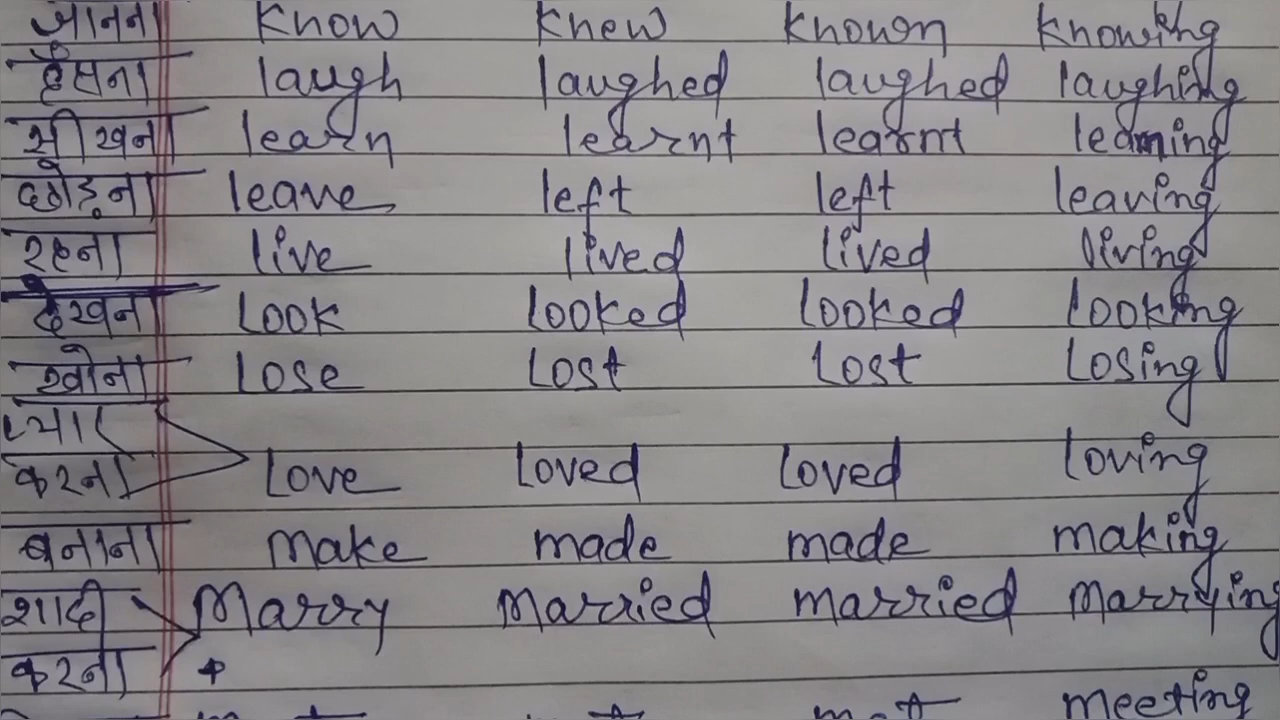 जानना know knew known knowing
हँसना laugh laughed laughed laughing
सीखना learn learnt learnt learning
छोड़ना leave left left leaving
रहना live lived lived living
देखना Look Looked Looked Looking
खोना Lose Lost Lost Losing
प्यार
करना Love Loved Loved Loving
बनाना Make made made making
शादी Marry Married married Marrying
करना
meeting